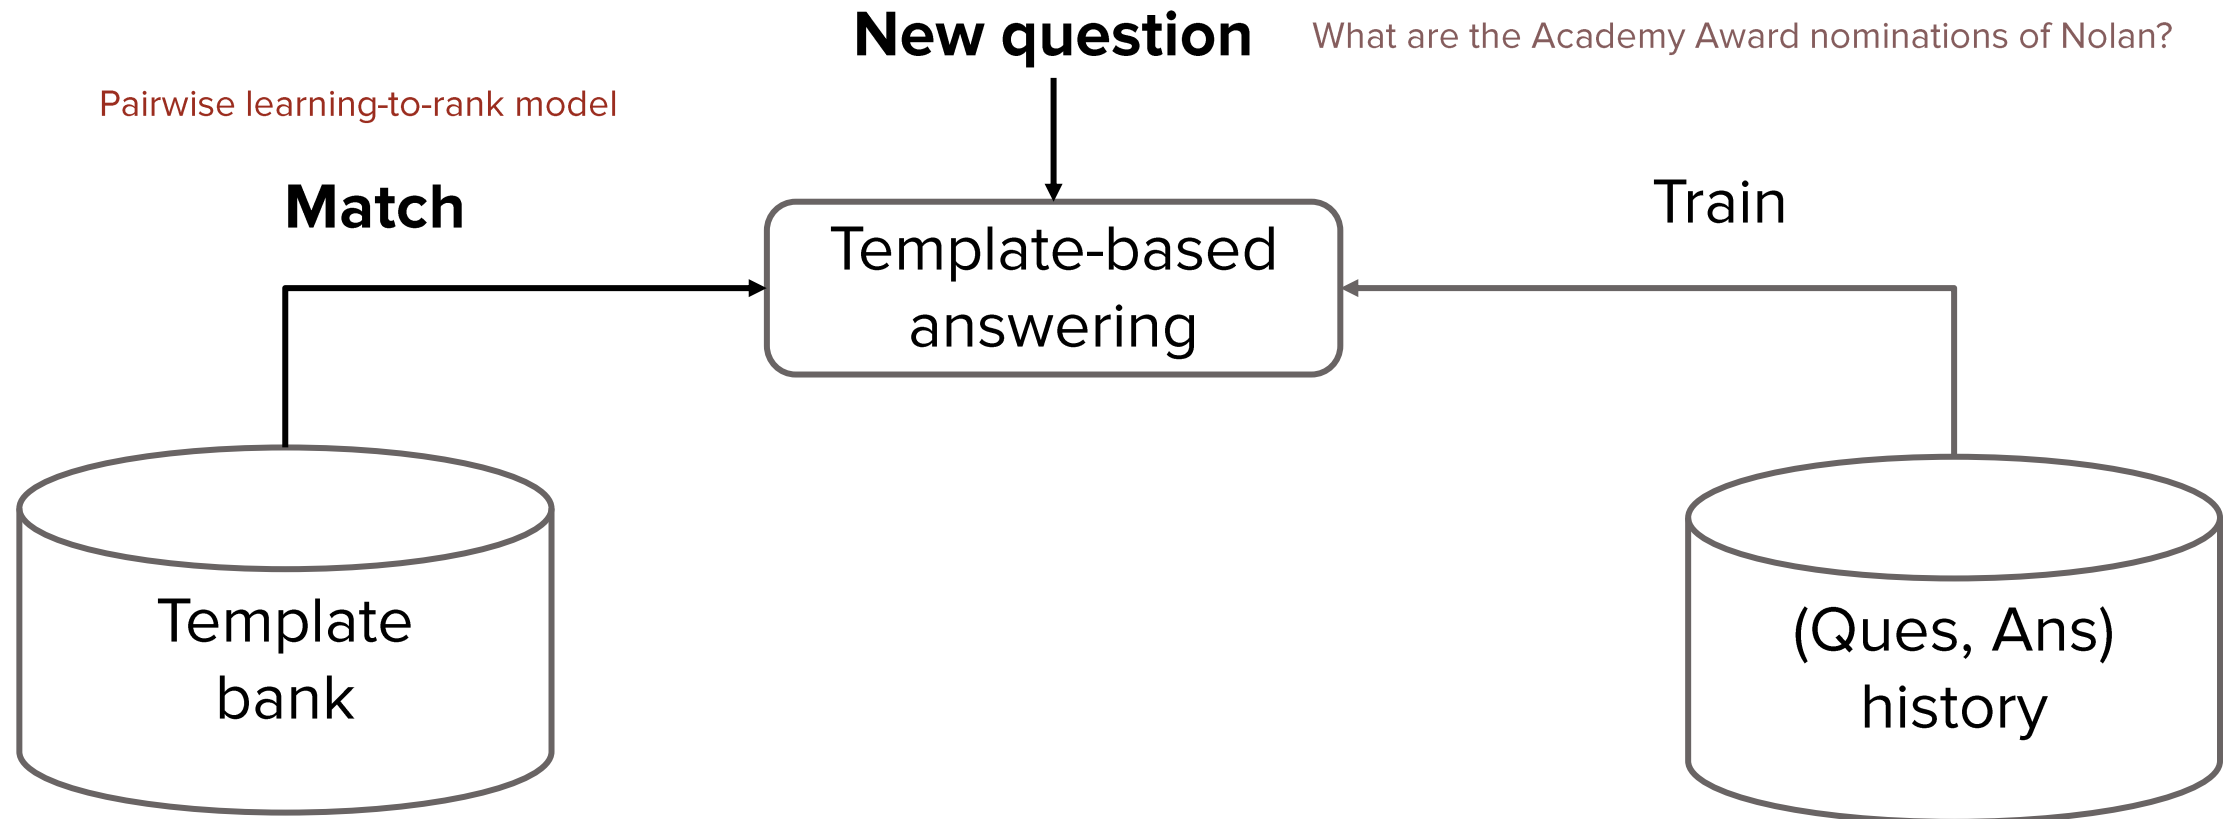 New question
What are the Academy Award nominations of Nolan?
Pairwise learning-to-rank model
Match
Train
Template-based
answering
Template
bank
(Ques, Ans)
history